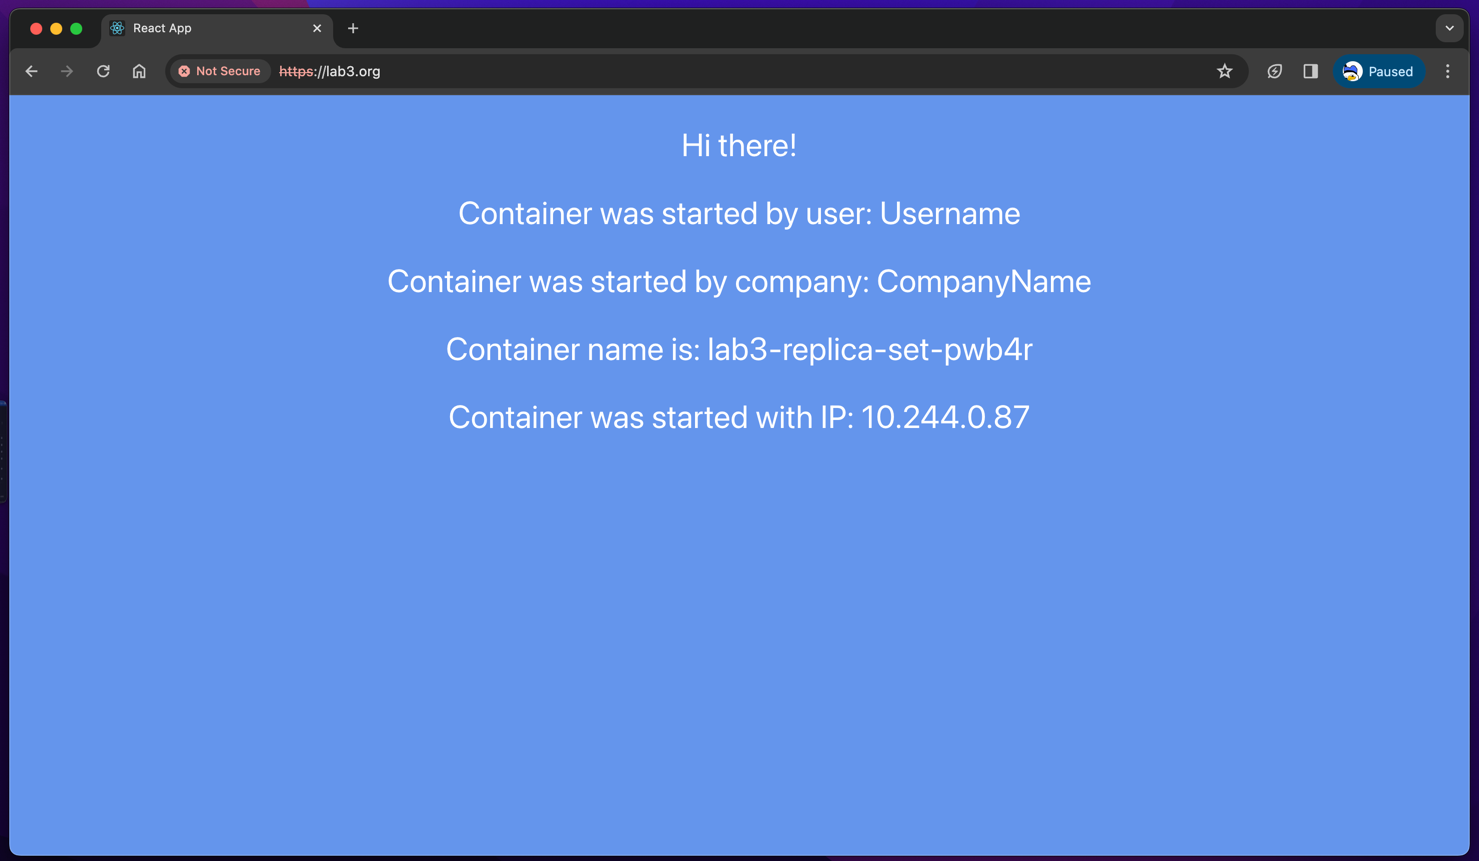 React App
Not Secure
https://lab3.org
Paused
Hi there!
Container was started by user: Username
Container was started by company: CompanyName
Container name is: lab3-replica-set-pwb4r
Container was started with IP: 10.244.0.87